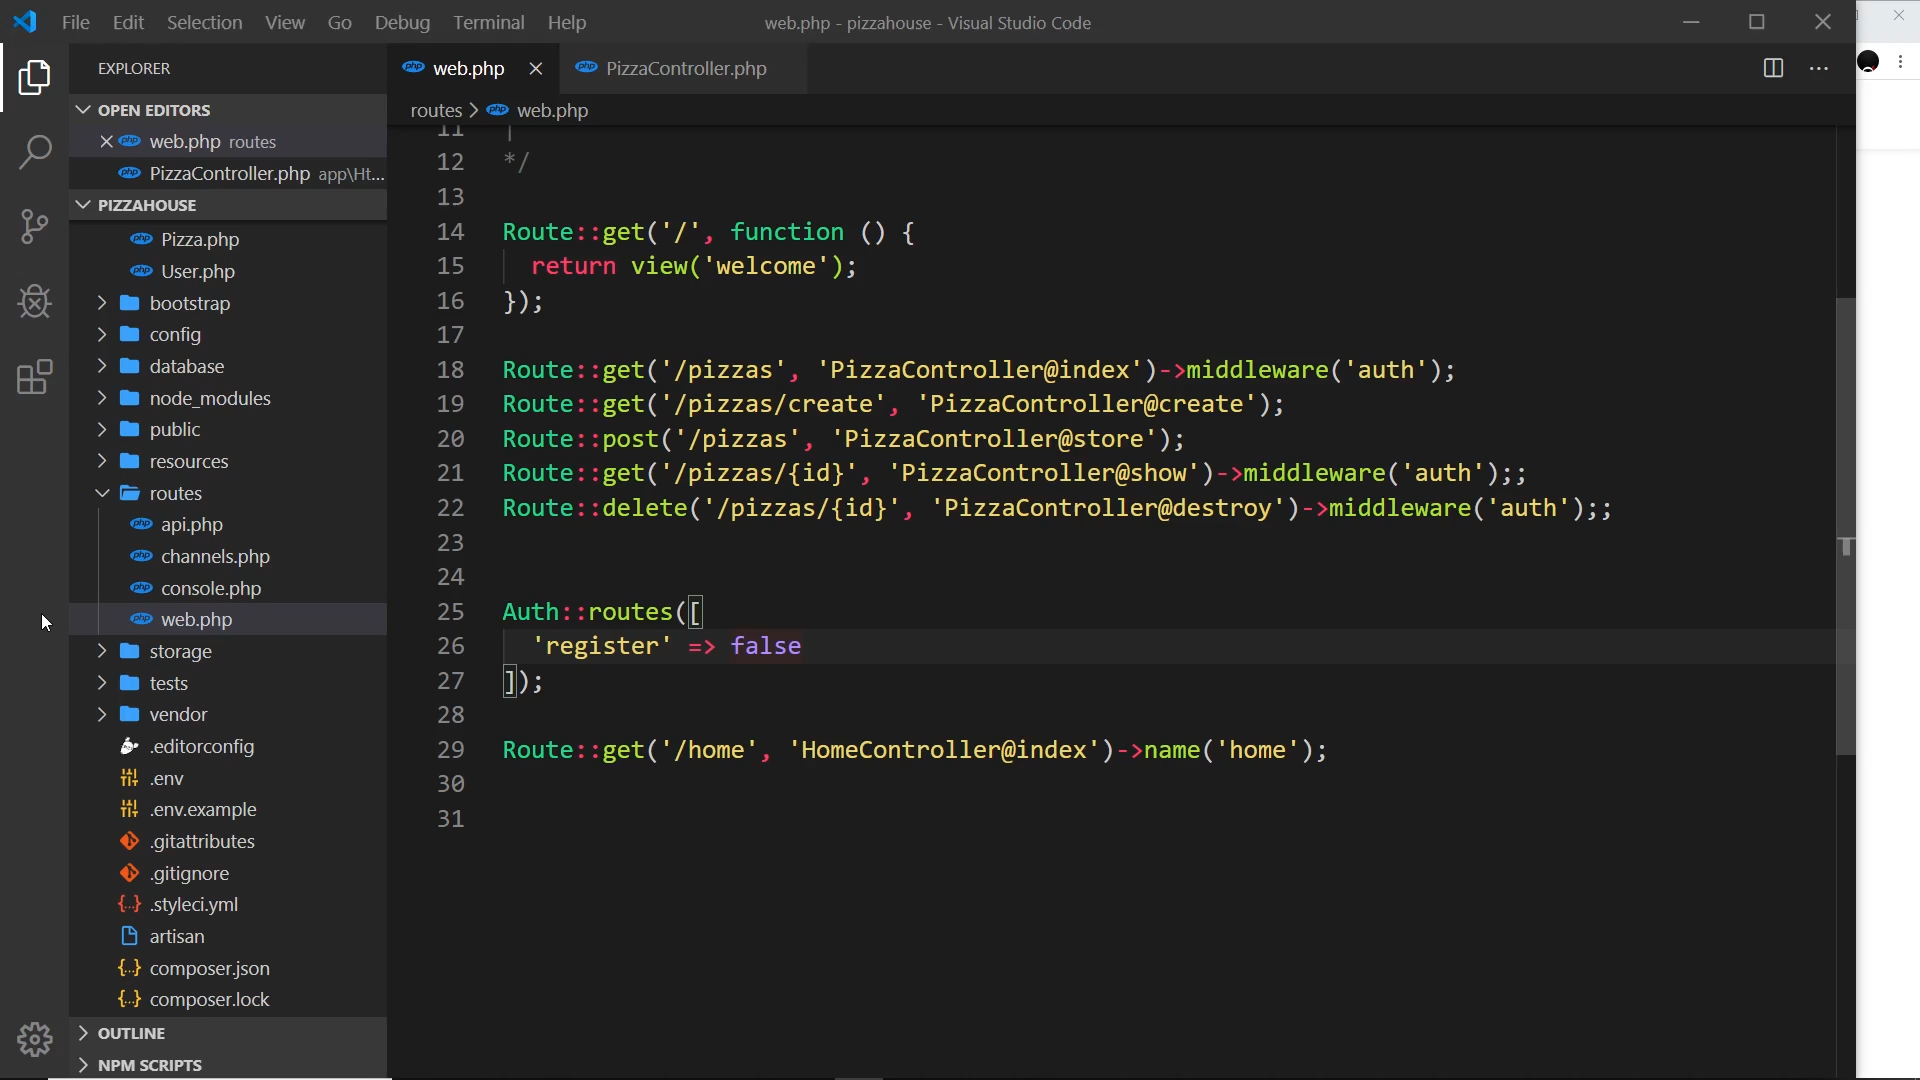 File Edit Selection View Go Debug Terminal Help
web.php - pizzahouse - Visual Studio Code
EXPLORER
OPEN EDITORS
web.php routes
PizzaController.php app\Ht...
PIZZAHOUSE
Pizza.php
User.php
bootstrap
config
database
node_modules
public
resources
routes
api.php
channels.php
console.php
web.php
storage
tests
vendor
.editorconfig
.env
.env.example
.gitattributes
.gitignore
.styleci.yml
artisan
composer.json
composer.lock
OUTLINE
NPM SCRIPTS
web.php
PizzaController.php
routes > web.php
11 |
12 */
13
14 Route::get('/', function () {
15 return view('welcome');
16 });
17
18 Route::get('/pizzas', 'PizzaController@index')->middleware('auth');
19 Route::get('/pizzas/create', 'PizzaController@create');
20 Route::post('/pizzas', 'PizzaController@store');
21 Route::get('/pizzas/{id}', 'PizzaController@show')->middleware('auth');;
22 Route::delete('/pizzas/{id}', 'PizzaController@destroy')->middleware('auth');;
23
24
25 Auth::routes([
26 'register' => false
27 ]);
28
29 Route::get('/home', 'HomeController@index')->name('home');
30
31